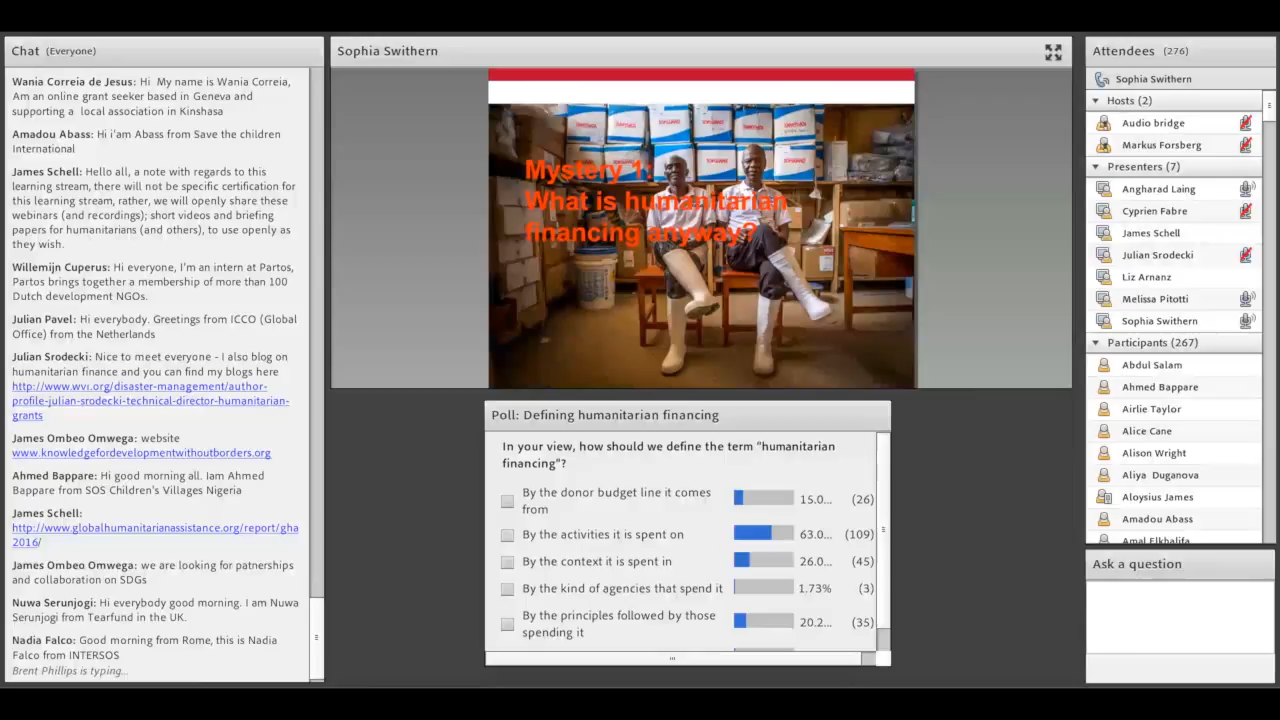 Chat (Everyone)
Wania Correia de Jesus: Hi My name is Wania Correia,
Am an online grant seeker based in Geneva and
supporting a local association in Kinshasa
Amadou Abass: Hi i'am Abass from Save the children
International
James Schell: Hello all, a note with regards to this
learning stream, there will not be specific certification for
this learning stream, rather, we will openly share these
webinars (and recordings); short videos and briefing
papers for humanitarians (and others), to use openly as
they wish.
Willemijn Cuperus: Hi everyone, I'm an intern at Partos,
Partos brings together a membership of more than 100
Dutch development NGOs.
Julian Pavel: Hi everybody. Greetings from ICCO (Global
Office) from the Netherlands
Julian Srodecki: Nice to meet everyone - I also blog on
humanitarian finance and you can find my blogs here
http://www.wvi.org/disaster-management/author-
profile-julian-srodecki-technical-director-humanitarian-
grants
James Ombeo Omwega: website
www.knowledgefordevelopmentwithoutborders.org
Ahmed Bappare: Hi good morning all. Iam Ahmed
Bappare from SOS Children's Villages Nigeria
James Schell:
http://www.globalhumanitarianassistance.org/report/gha
2016/
James Ombeo Omwega: we are looking for patnerships
and collaboration on SDGs
Nuwa Serunjogi: Hi everybody good morning. I am Nuwa
Serunjogi from Tearfund in the UK.
Nadia Falco: Good morning from Rome, this is Nadia
Falco from INTERSOS
Brent Phillips is typing...
Sophia Swithern
Mystery 1:
What is humanitarian
financing anyway?
Poll: Defining humanitarian financing
In your view, how should we define the term "humanitarian
financing"?
By the donor budget line it comes
from
15.0... (26)
By the activities it is spent on 63.0... (109)
By the context it is spent in 26.0... (45)
By the kind of agencies that spend it 1.73% (3)
By the principles followed by those
spending it
20.2... (35)
Attendees (276)
Sophia Swithern
Hosts (2)
Audio bridge
Markus Forsberg
Presenters (7)
Angharad Laing
Cyprien Fabre
James Schell
Julian Srodecki
Liz Arnanz
Melissa Pitotti
Sophia Swithern
Participants (267)
Abdul Salam
Ahmed Bappare
Airlie Taylor
Alice Cane
Alison Wright
Aliya Duganova
Aloysius James
Amadou Abass
Amal Elkhalifa
Ask a question